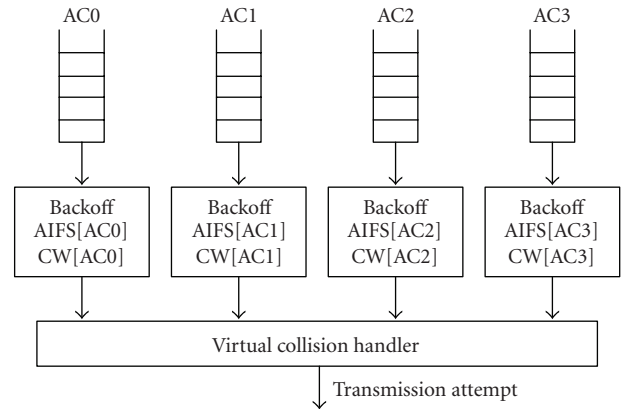 AC0 AC1 AC2 AC3
Backoff Backoff Backoff Backoff
AIFS[AC0] AIFS[AC1] AIFS[AC2] AIFS[AC3]
CW[AC0] CW[AC1] CW[AC2] CW[AC3]
Virtual collision handler
Transmission attempt